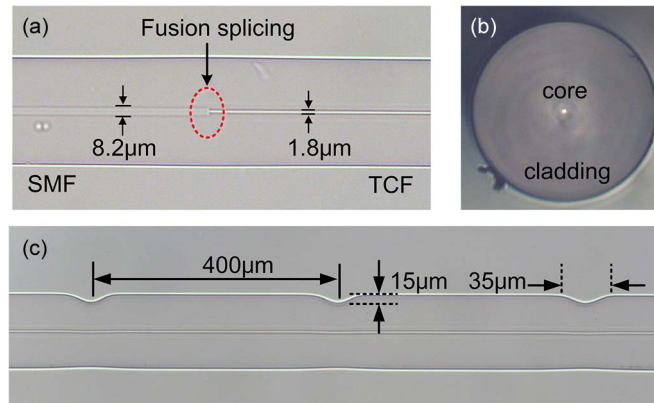 (a)
Fusion splicing
8.2μm
1.8μm
SMF
TCF
(b)
core
cladding
(c)
400μm
15μm
35μm